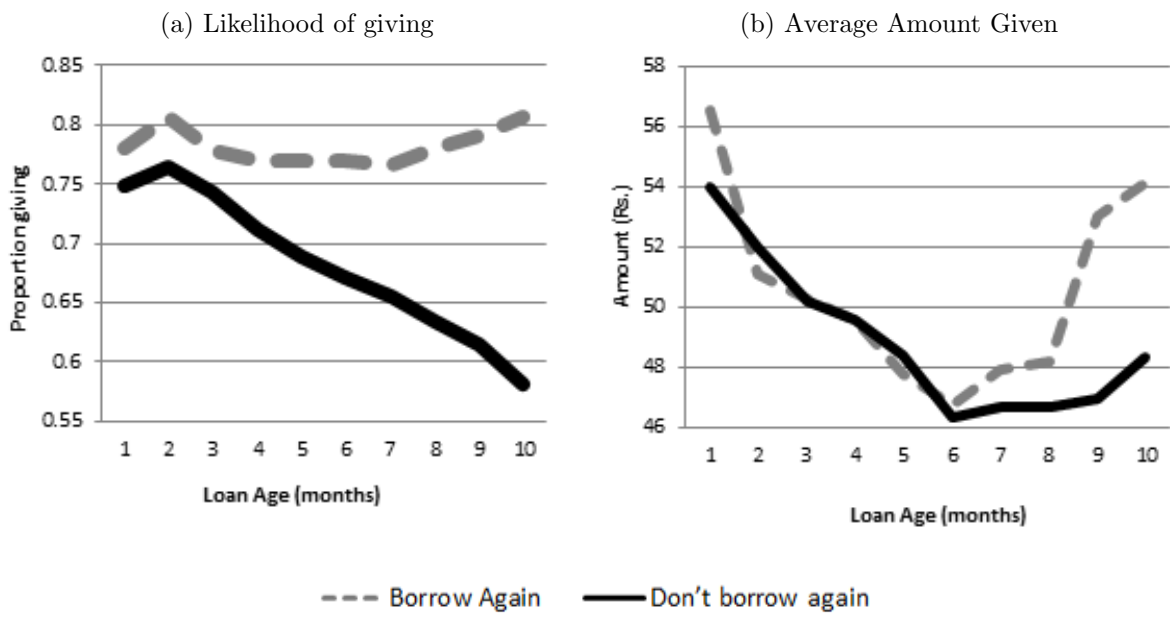 (a) Likelihood of giving
0.85
0.8
0.75
0.7
0.65
0.6
0.55
Proportion giving
1 2 3 4 5 6 7 8 9 10
Loan Age (months)
(b) Average Amount Given
58
56
54
52
50
48
46
Amount (Rs.)
1 2 3 4 5 6 7 8 9 10
Loan Age (months)
Borrow Again
Don't borrow again